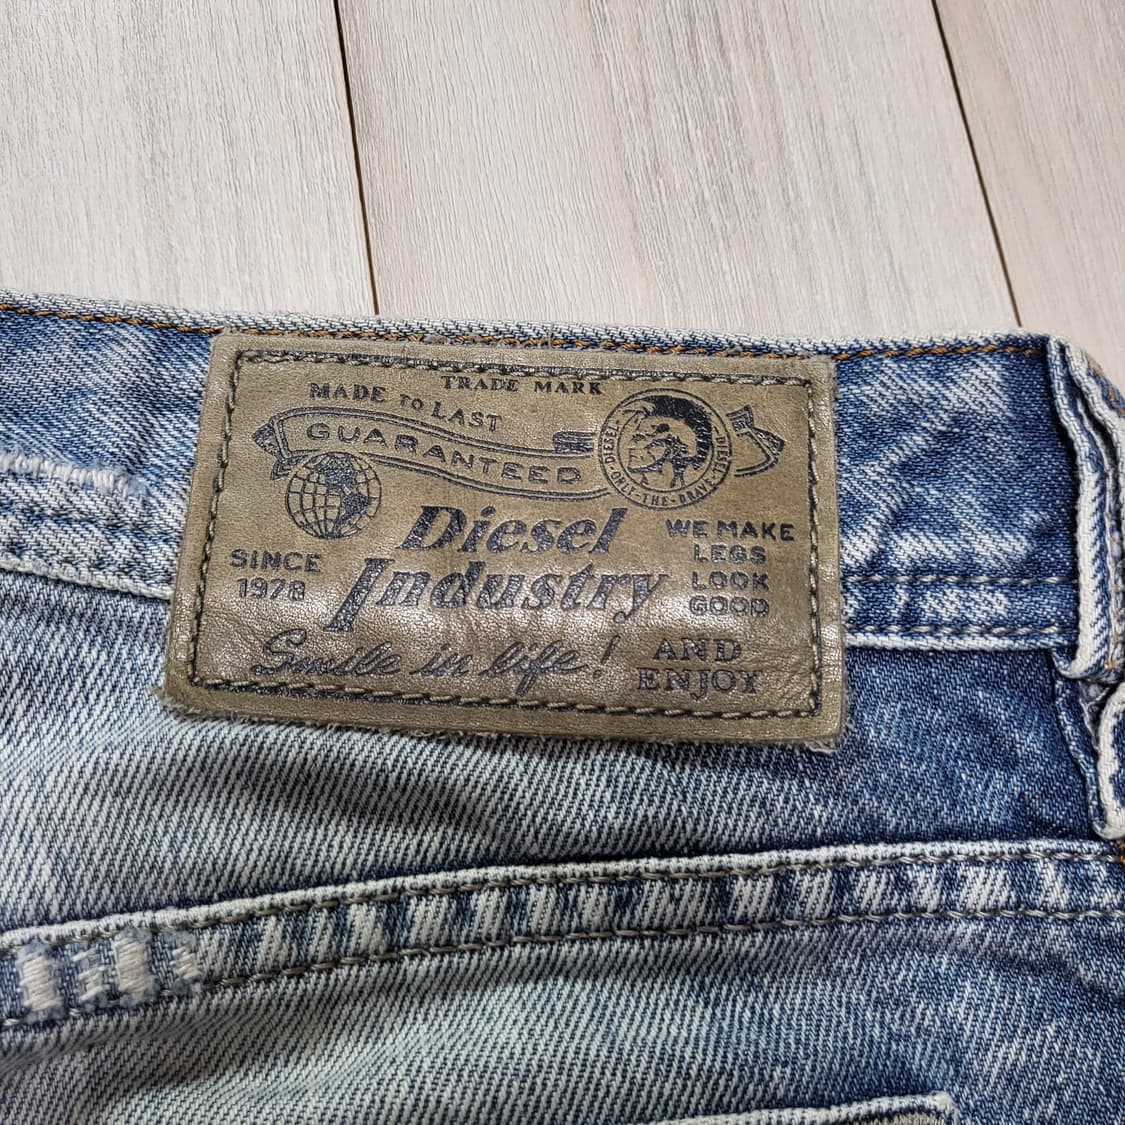 TRADE MARK
MADE TO LAST
GUARANTEED
DIESEL · ONLY · THE · BRAVE · DIESEL
Diesel
Industry
SINCE
1978
WE MAKE
LEGS
LOOK
GOOD
AND
ENJOY
Smile in life!